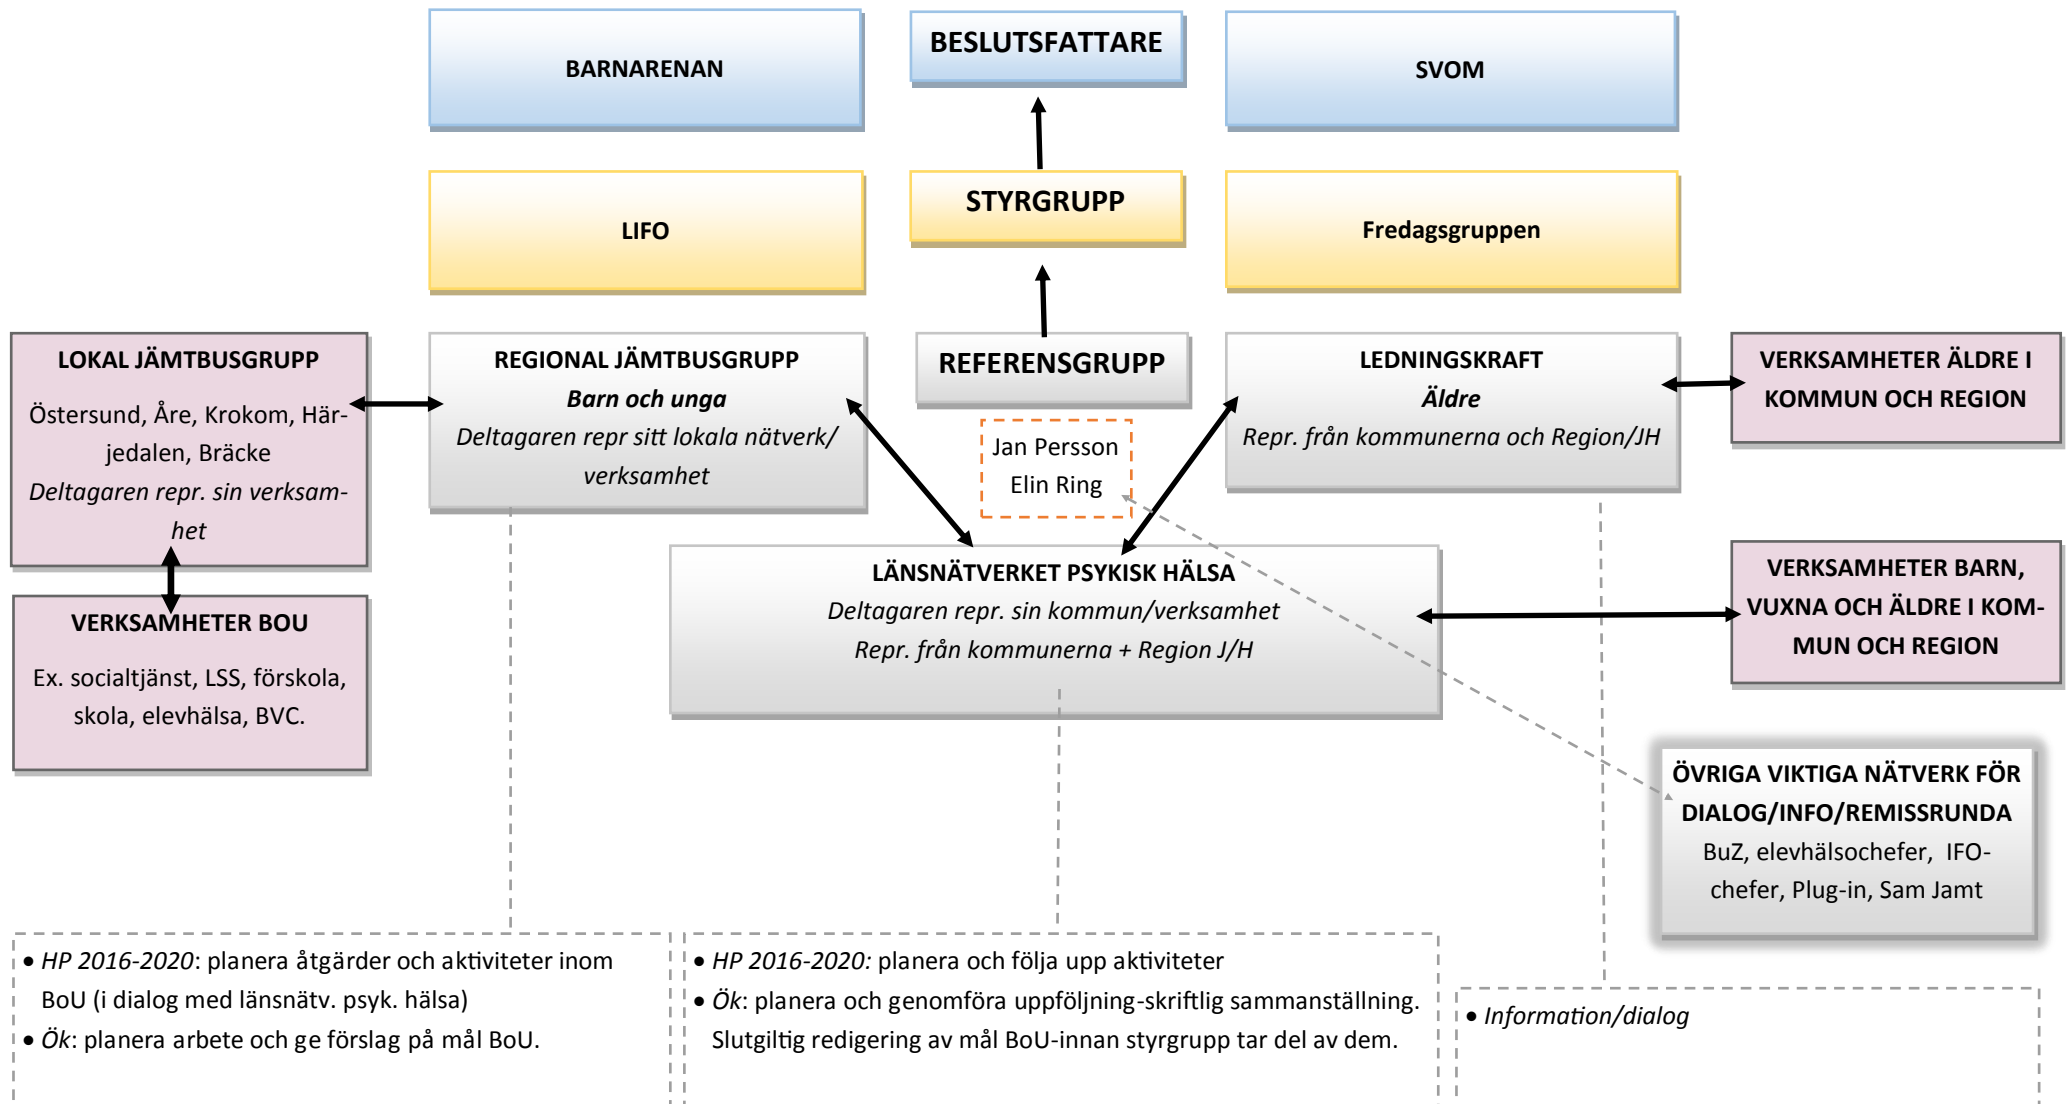 BARNARENAN
BESLUTSFATTARE
SVOM
LIFO
STYRGRUPP
Fredagsgruppen
LOKAL JÄMTBUSGRUPP
Östersund, Åre, Krokom, Här-
jedalen, Bräcke
Deltagaren repr. sin verksam-
het
REGIONAL JÄMTBUSGRUPP
Barn och unga
Deltagaren repr sitt lokala nätverk/
verksamhet
REFERENSGRUPP
Jan Persson
Elin Ring
LEDNINGSKRAFT
Äldre
Repr. från kommunerna och Region/JH
VERKSAMHETER ÄLDRE I
KOMMUN OCH REGION
VERKSAMHETER BOU
Ex. socialtjänst, LSS, förskola,
skola, elevhälsa, BVC.
LÄNSNÄTVERKET PSYKISK HÄLSA
Deltagaren repr. sin kommun/verksamhet
Repr. från kommunerna + Region J/H
VERKSAMHETER BARN,
VUXNA OCH ÄLDRE I KOM-
MUN OCH REGION
ÖVRIGA VIKTIGA NÄTVERK FÖR
DIALOG/INFO/REMISSRUNDA
BuZ, elevhälsochefer, IFO-
chefer, Plug-in, Sam Jamt
• HP 2016-2020: planera åtgärder och aktiviteter inom
BoU (i dialog med länsnätv. psyk. hälsa)
• Ök: planera arbete och ge förslag på mål BoU.
• HP 2016-2020: planera och följa upp aktiviteter
• Ök: planera och genomföra uppföljning-skriftlig sammanställning.
Slutgiltig redigering av mål BoU-innan styrgrupp tar del av dem.
• Information/dialog